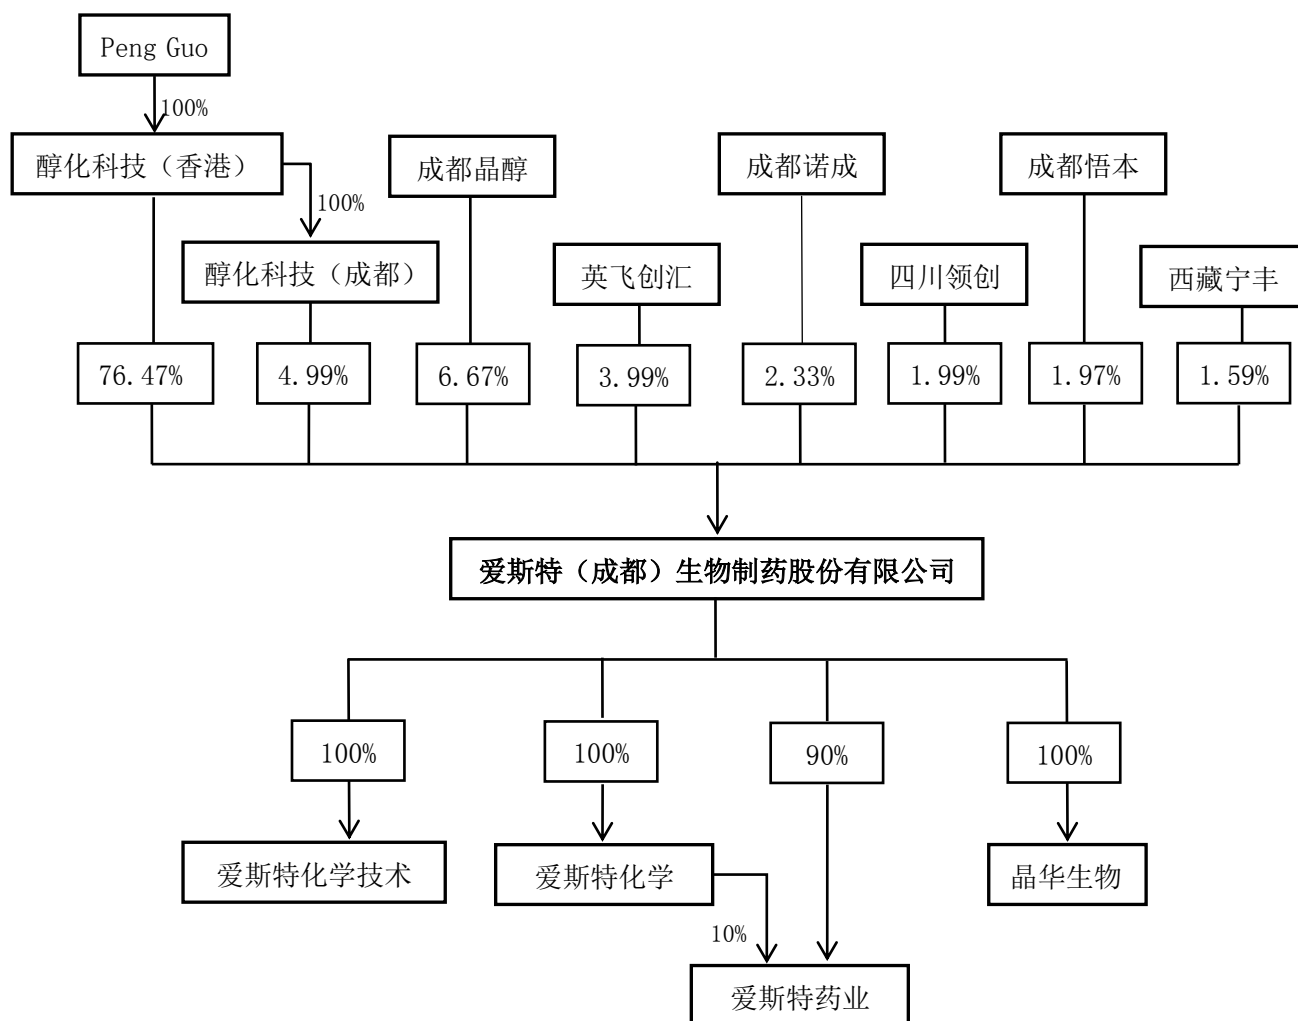 Peng Guo
100%
醇化科技（香港）
成都晶醇
成都诺成
成都悟本
100%
醇化科技（成都）
英飞创汇
四川领创
西藏宁丰
76.47%
4.99%
6.67%
3.99%
2.33%
1.99%
1.97%
1.59%
爱斯特（成都）生物制药股份有限公司
100%
100%
90%
100%
爱斯特化学技术
爱斯特化学
晶华生物
10%
爱斯特药业